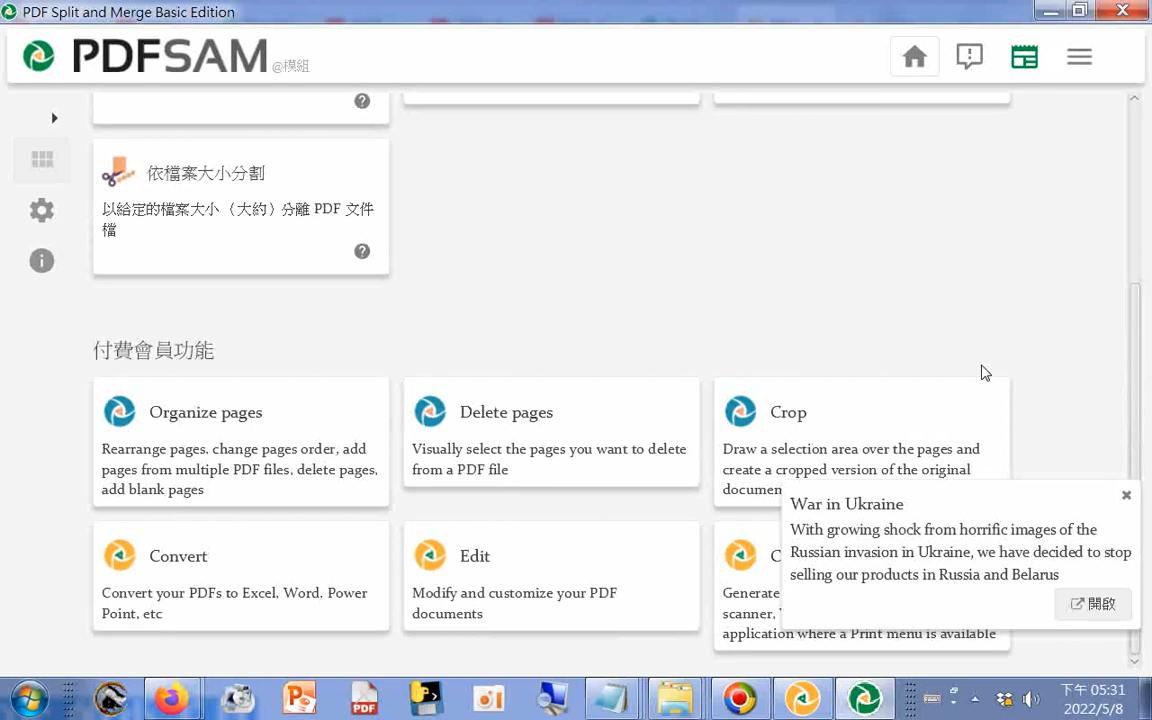 PDF Split and Merge Basic Edition
PDFSAM @模組
依檔案大小分割
以給定的檔案大小（大約）分離 PDF 文件
檔
付費會員功能
Organize pages
Rearrange pages, change pages order, add
pages from multiple PDF files, delete pages,
add blank pages
Delete pages
Visually select the pages you want to delete
from a PDF file
Crop
Draw a selection area over the pages and
create a cropped version of the original
Convert
Convert your PDFs to Excel, Word, Power
Point, etc
Edit
Modify and customize your PDF
documents
C
Generate
scanner,
application where a Print menu is available
War in Ukraine
With growing shock from horrific images of the
Russian invasion in Ukraine, we have decided to stop
selling our products in Russia and Belarus
開啟
PDF
下午 05:31
2022/5/8